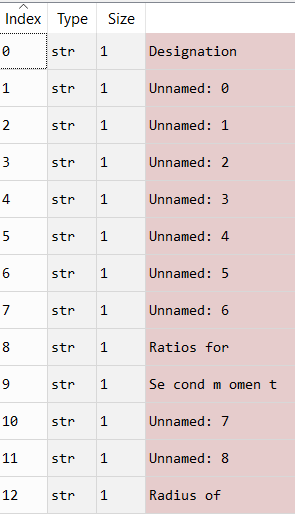 Index Type Size
0 str 1 Designation
1 str 1 Unnamed: 0
2 str 1 Unnamed: 1
3 str 1 Unnamed: 2
4 str 1 Unnamed: 3
5 str 1 Unnamed: 4
6 str 1 Unnamed: 5
7 str 1 Unnamed: 6
8 str 1 Ratios for
9 str 1 Se cond m omen t
10 str 1 Unnamed: 7
11 str 1 Unnamed: 8
12 str 1 Radius of